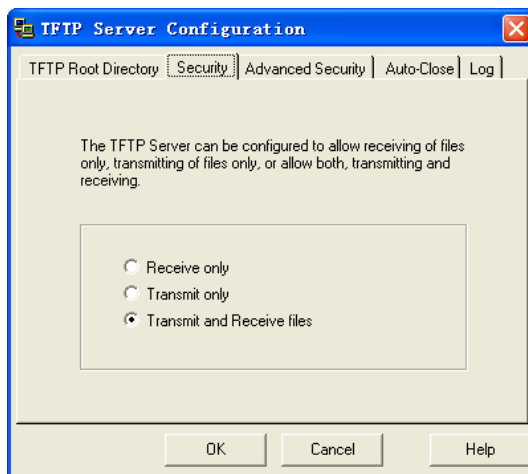 TFTP Server Configuration
TFTP Root Directory Security Advanced Security Auto-Close Log
The TFTP Server can be configured to allow receiving of files
only, transmitting of files only, or allow both, transmitting and
receiving.
Receive only
Transmit only
Transmit and Receive files
OK Cancel Help